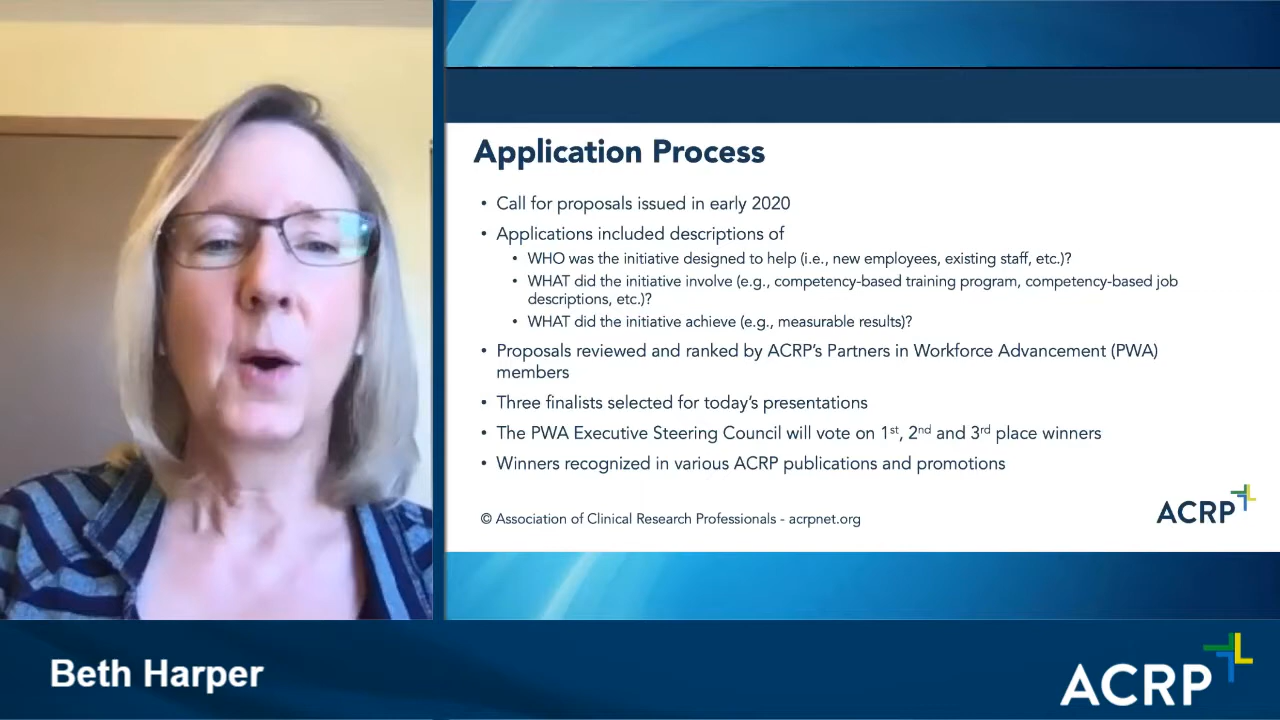 Application Process
• Call for proposals issued in early 2020
• Applications included descriptions of
• WHO was the initiative designed to help (i.e., new employees, existing staff, etc.)?
• WHAT did the initiative involve (e.g., competency-based training program, competency-based job
descriptions, etc.)?
• WHAT did the initiative achieve (e.g., measurable results)?
• Proposals reviewed and ranked by ACRP's Partners in Workforce Advancement (PWA)
members
• Three finalists selected for today's presentations
• The PWA Executive Steering Council will vote on 1st, 2nd and 3rd place winners
• Winners recognized in various ACRP publications and promotions
© Association of Clinical Research Professionals - acrpnet.org
ACRP
Beth Harper
ACRP